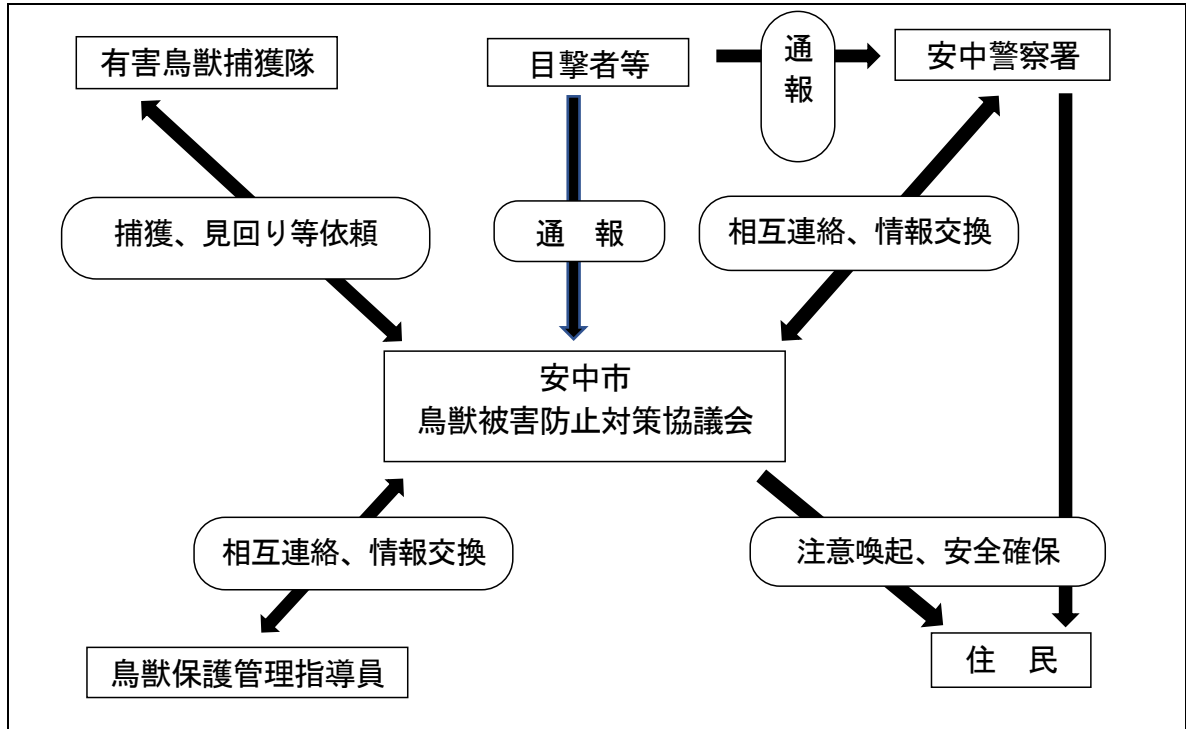 有害鳥獣捕獲隊
目撃者等
通
報
安中警察署
捕獲、見回り等依頼
通　報
相互連絡、情報交換
安中市
鳥獣被害防止対策協議会
相互連絡、情報交換
注意喚起、安全確保
鳥獣保護管理指導員
住　民